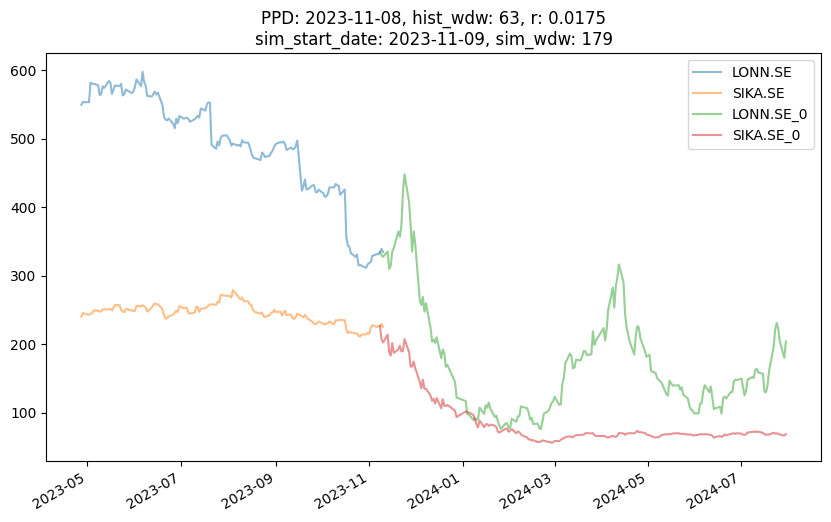 PPD: 2023-11-08, hist_wdw: 63, r: 0.0175
sim_start_date: 2023-11-09, sim_wdw: 179
LONN.SE
SIKA.SE
LONN.SE_0
SIKA.SE_0
600
500
400
300
200
100
2023-05
2023-07
2023-09
2023-11
2024-01
2024-03
2024-05
2024-07